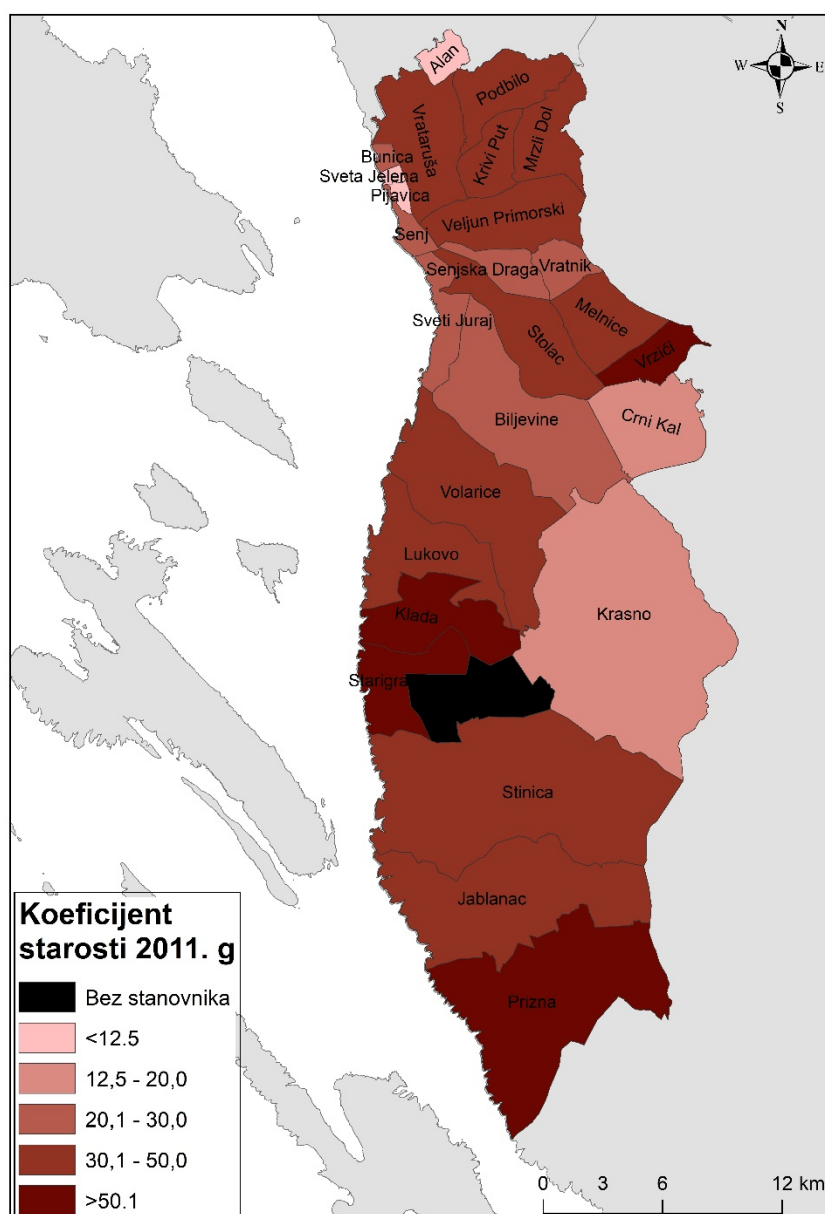 N
W
E
S
Alan
Podbilo
Vrataruša
Krivi Put
Mrzli Dol
Bunica
Sveta Jelena
Pijavica
Veljun Primorski
Senj
Senjska Draga
Vratnik
Melnice
Sveti Juraj
Stolac
Vrzići
Biljevine
Crni Kal
Volarice
Lukovo
Klada
Krasno
Starigra
Stinica
Jablanac
Prizna
Koeficijent
starosti 2011. g
Bez stanovnika
<12.5
12,5 - 20,0
20,1 - 30,0
30,1 - 50,0
>50.1
0 3 6 12 km